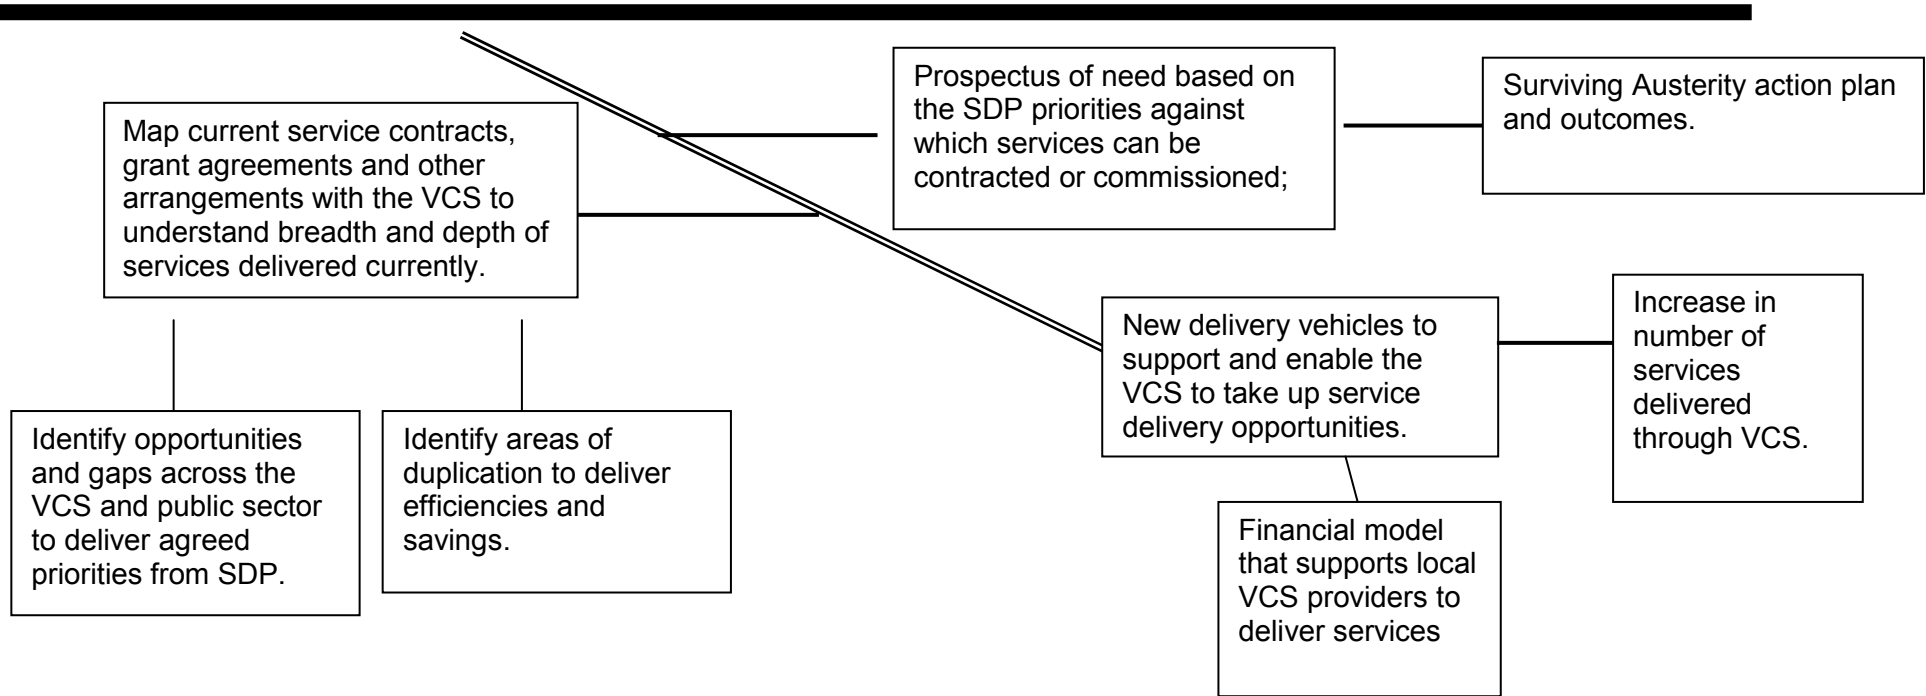 Map current service contracts,
grant agreements and other
arrangements with the VCS to
understand breadth and depth of
services delivered currently.
Prospectus of need based on
the SDP priorities against
which services can be
contracted or commissioned;
Surviving Austerity action plan
and outcomes.
Identify opportunities
and gaps across the
VCS and public sector
to deliver agreed
priorities from SDP.
Identify areas of
duplication to deliver
efficiencies and
savings.
New delivery vehicles to
support and enable the
VCS to take up service
delivery opportunities.
Increase in
number of
services
delivered
through VCS.
Financial model
that supports local
VCS providers to
deliver services